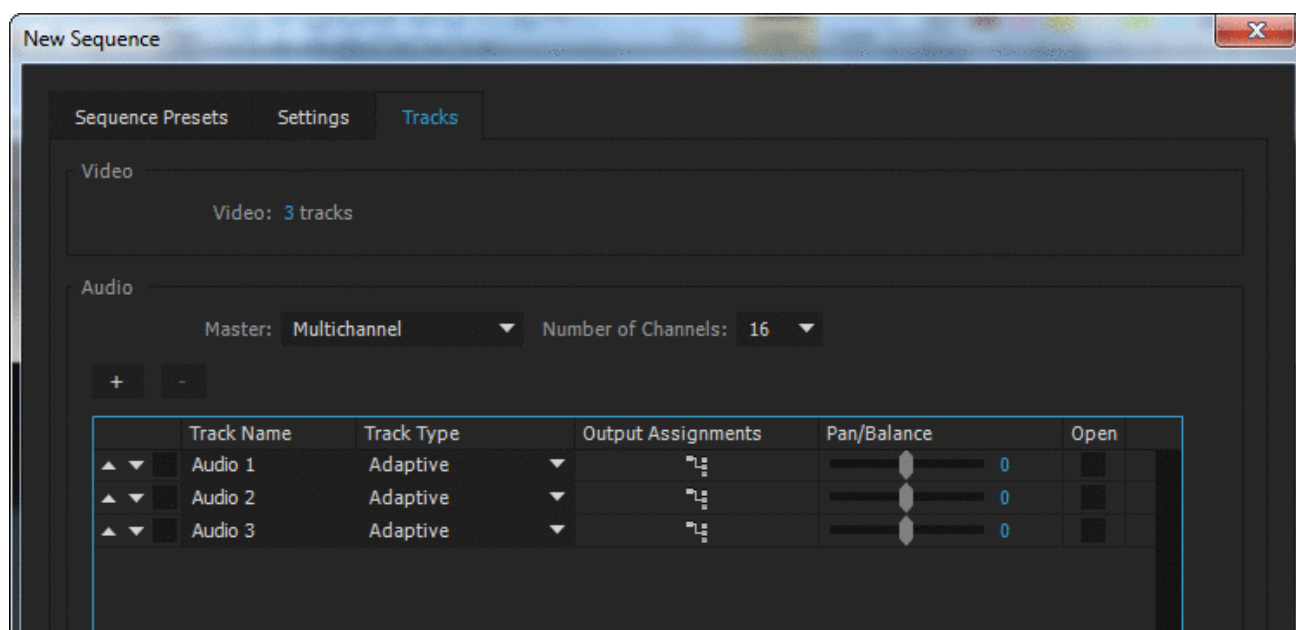 New Sequence
Sequence Presets Settings Tracks
Video
Video: 3 tracks
Audio
Master: Multichannel Number of Channels: 16
+ -
Track Name Track Type Output Assignments Pan/Balance Open
Audio 1 Adaptive 0
Audio 2 Adaptive 0
Audio 3 Adaptive 0